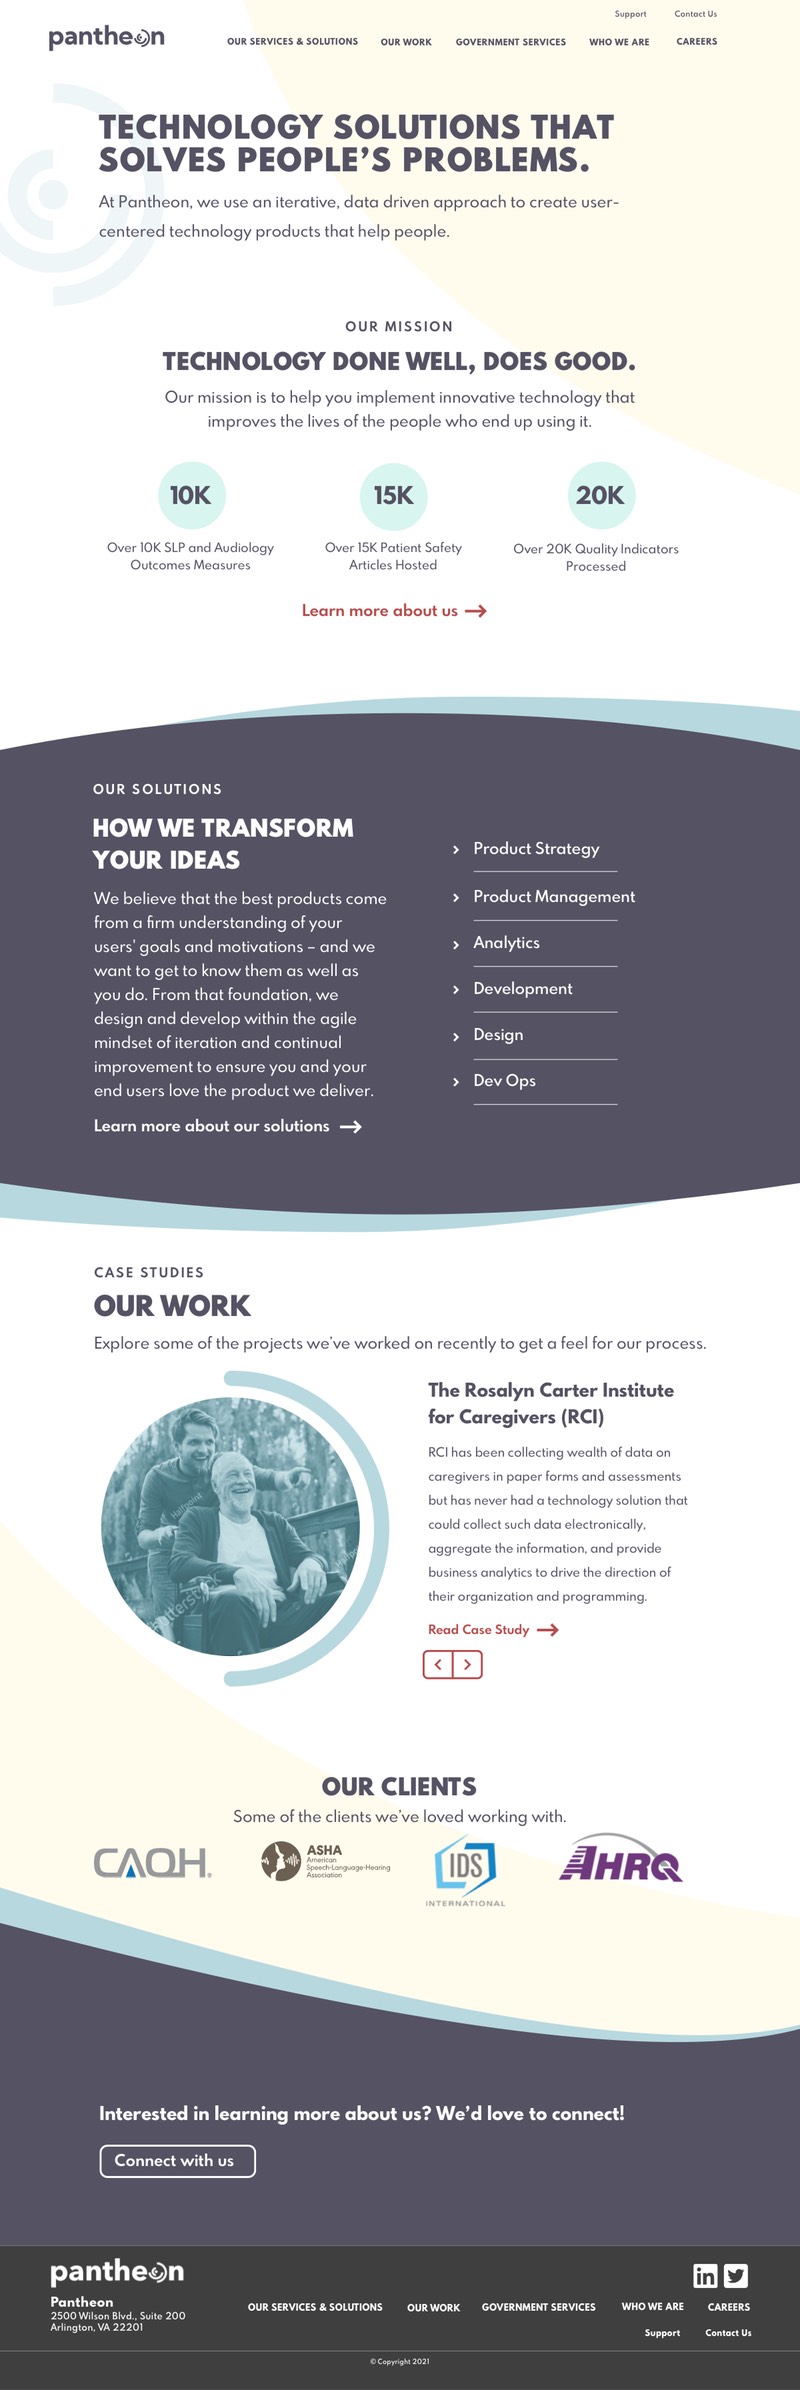 Support Contact Us
pantheon
OUR SERVICES & SOLUTIONS OUR WORK GOVERNMENT SERVICES WHO WE ARE CAREERS
TECHNOLOGY SOLUTIONS THAT
SOLVES PEOPLE’S PROBLEMS.
At Pantheon, we use an iterative, data driven approach to create user-
centered technology products that help people.
OUR MISSION
TECHNOLOGY DONE WELL, DOES GOOD.
Our mission is to help you implement innovative technology that
improves the lives of the people who end up using it.
10K
Over 10K SLP and Audiology
Outcomes Measures
15K
Over 15K Patient Safety
Articles Hosted
20K
Over 20K Quality Indicators
Processed
Learn more about us
OUR SOLUTIONS
HOW WE TRANSFORM
YOUR IDEAS
We believe that the best products come
from a firm understanding of your
users' goals and motivations – and we
want to get to know them as well as
you do. From that foundation, we
design and develop within the agile
mindset of iteration and continual
improvement to ensure you and your
end users love the product we deliver.
Learn more about our solutions
Product Strategy
Product Management
Analytics
Development
Design
Dev Ops
CASE STUDIES
OUR WORK
Explore some of the projects we’ve worked on recently to get a feel for our process.
Halfpoint
shutterstock
The Rosalyn Carter Institute
for Caregivers (RCI)
RCI has been collecting wealth of data on
caregivers in paper forms and assessments
but has never had a technology solution that
could collect such data electronically,
aggregate the information, and provide
business analytics to drive the direction of
their organization and programming.
Read Case Study
OUR CLIENTS
Some of the clients we’ve loved working with.
CAQH®
ASHA
American
Speech-Language-Hearing
Association
IDS
INTERNATIONAL
AHRQ
Interested in learning more about us? We’d love to connect!
Connect with us
pantheon
Pantheon
2500 Wilson Blvd., Suite 200
Arlington, VA 22201
in
OUR SERVICES & SOLUTIONS OUR WORK GOVERNMENT SERVICES WHO WE ARE CAREERS
Support Contact Us
© Copyright 2021